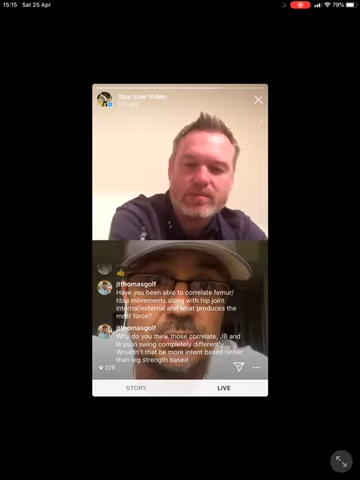 15:15 Sat 25 Apr
79%
Your Live Video
jtthomasgolf
Have you been able to correlate femur/
tibia movements along with hip joint
internal/external and what produces the
most force?
jtthomasgolf
Why do you think those correlate, JB and
Bryson swing completely differently.
Wouldn't that be more intent based rather
than leg strength based
228
STORY
LIVE